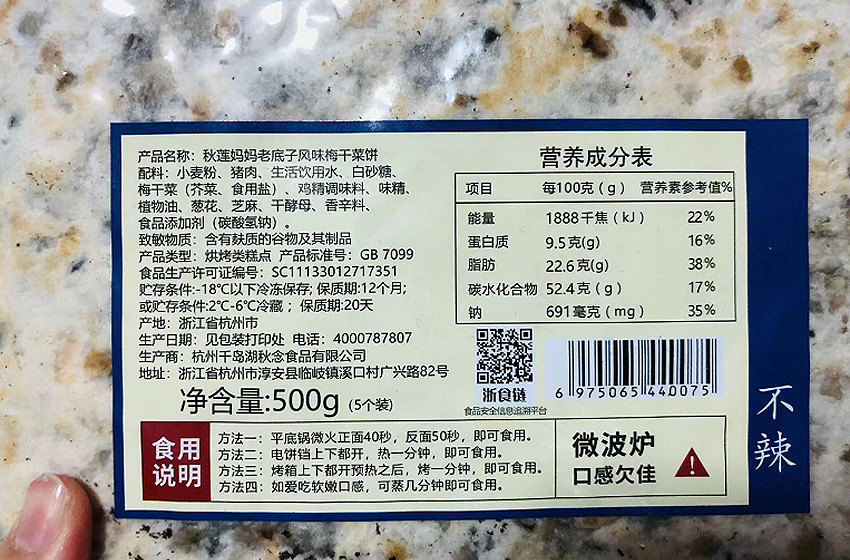 产品名称：秋莲妈妈老底子风味梅干菜饼
配料：小麦粉、猪肉、生活饮用水、白砂糖、
梅干菜（芥菜、食用盐）、鸡精调味料、味精、
植物油、葱花、芝麻、干酵母、香辛料、
食品添加剂（碳酸氢钠）。
致敏物质：含有麸质的谷物及其制品
产品类型：烘烤类糕点 产品标准号：GB 7099
食品生产许可证编号：SC11133012717351
贮存条件:-18℃以下冷冻保存; 保质期:12个月;
或贮存条件:2℃-6℃冷藏 ；保质期:20天
产地：浙江省杭州市
生产日期：见包装打印处 电话：4000787807
生产商：杭州千岛湖秋念食品有限公司
地址：浙江省杭州市淳安县临岐镇溪口村广兴路82号
净含量:500g （5个装）
营养成分表
项目 每100克（g） 营养素参考值%
能量 1888千焦（kJ） 22%
蛋白质 9.5克(g) 16%
脂肪 22.6克(g) 38%
碳水化合物 52.4克（g） 17%
钠 691毫克（mg） 35%
浙食链
食品安全信息追溯平台
6 975065 440075
食用说明
方法一：平底锅微火正面40秒，反面50秒，即可食用。
方法二：电饼铛上下都开，热一分钟，即可食用。
方法三：烤箱上下都开预热之后，烤一分钟，即可食用。
方法四：如爱吃软嫩口感，可蒸几分钟即可食用。
微波炉
口感欠佳
不辣